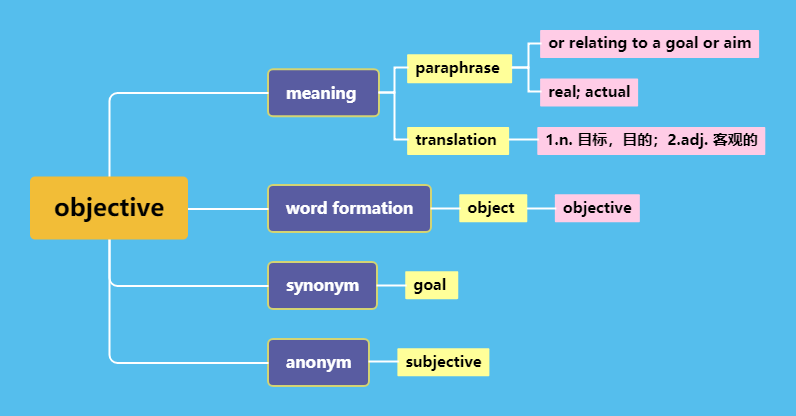 objective
meaning
paraphrase
or relating to a goal or aim
real; actual
translation
1.n. 目标，目的；2.adj. 客观的
word formation
object
objective
synonym
goal
anonym
subjective